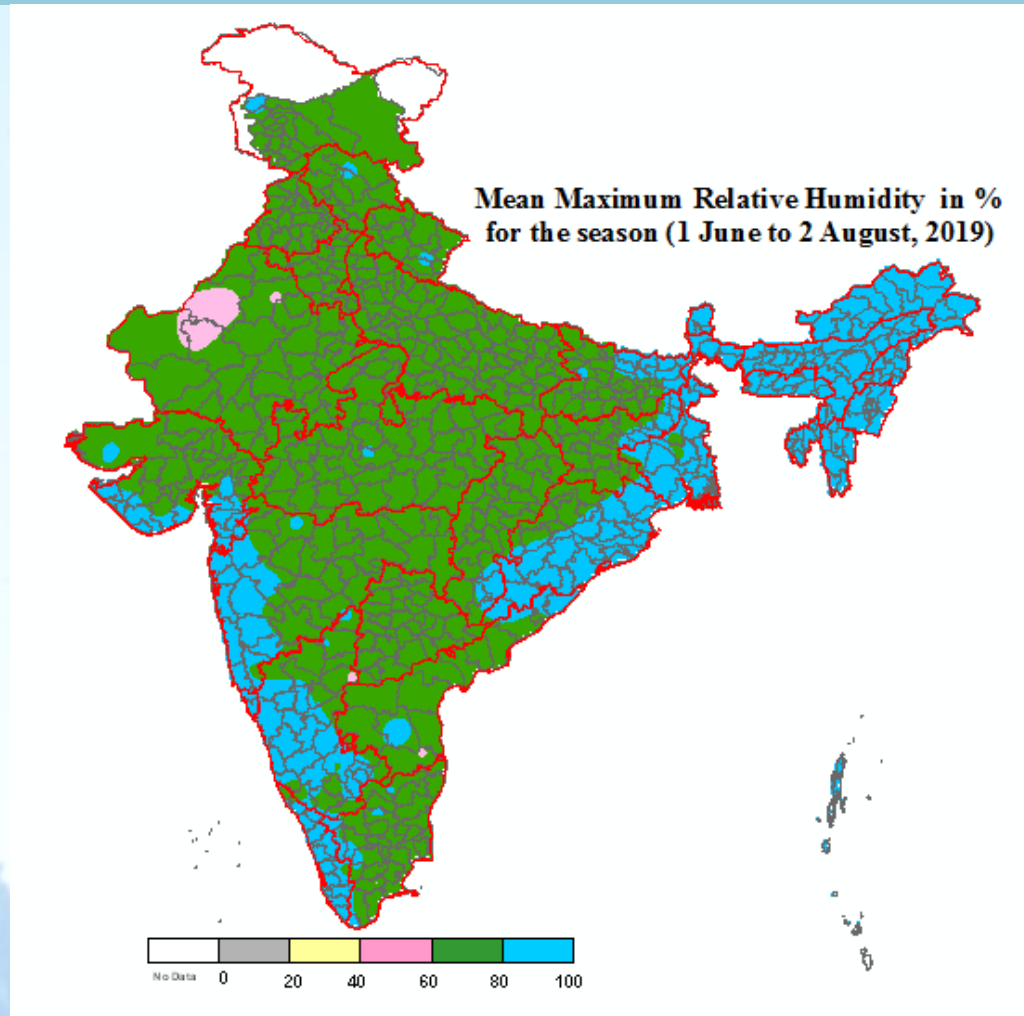 Mean Maximum Relative Humidity in %
for the season (1 June to 2 August, 2019)
No Data 0 20 40 60 80 100